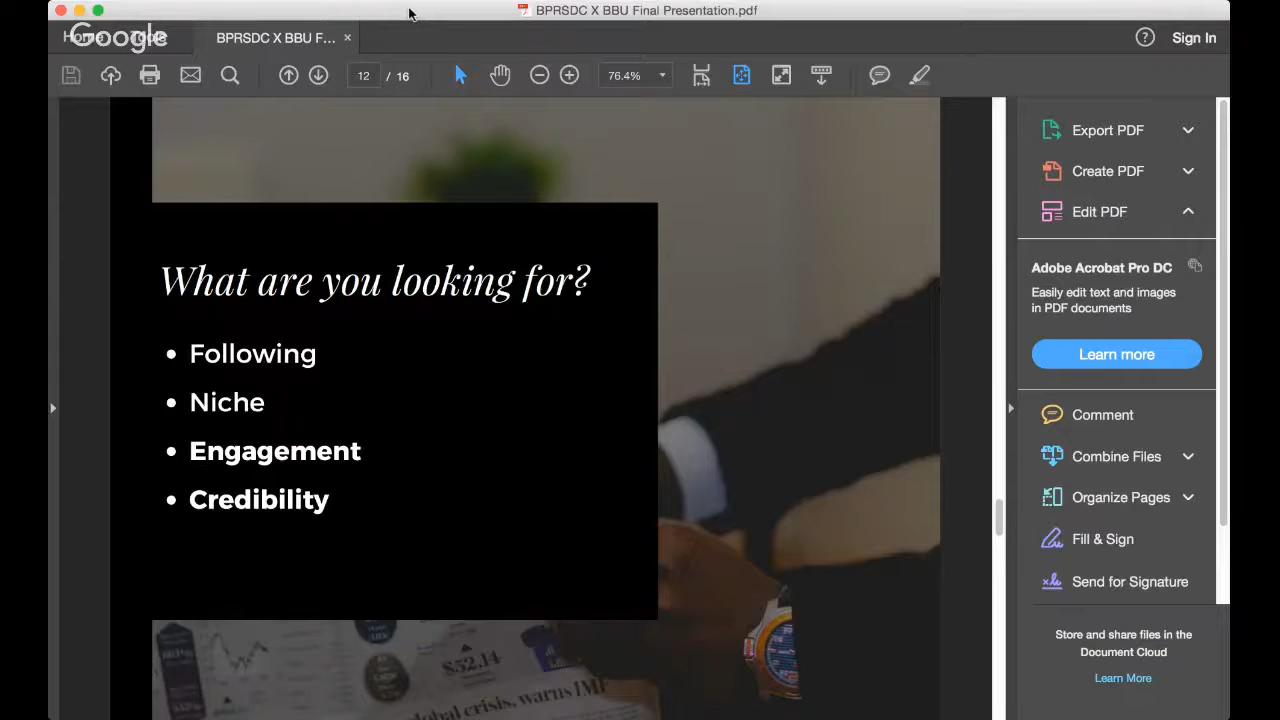 BPRSDC X BBU Final Presentation.pdf
Home
Tools
Google
BPRSDC X BBU F... ×
? Sign In
12 / 16
76.4%
What are you looking for?
• Following
• Niche
• Engagement
• Credibility
$52.14
global crisis, warns IMF
Export PDF
Create PDF
Edit PDF
Adobe Acrobat Pro DC
Easily edit text and images
in PDF documents
Learn more
Comment
Combine Files
Organize Pages
Fill & Sign
Send for Signature
Store and share files in the
Document Cloud
Learn More